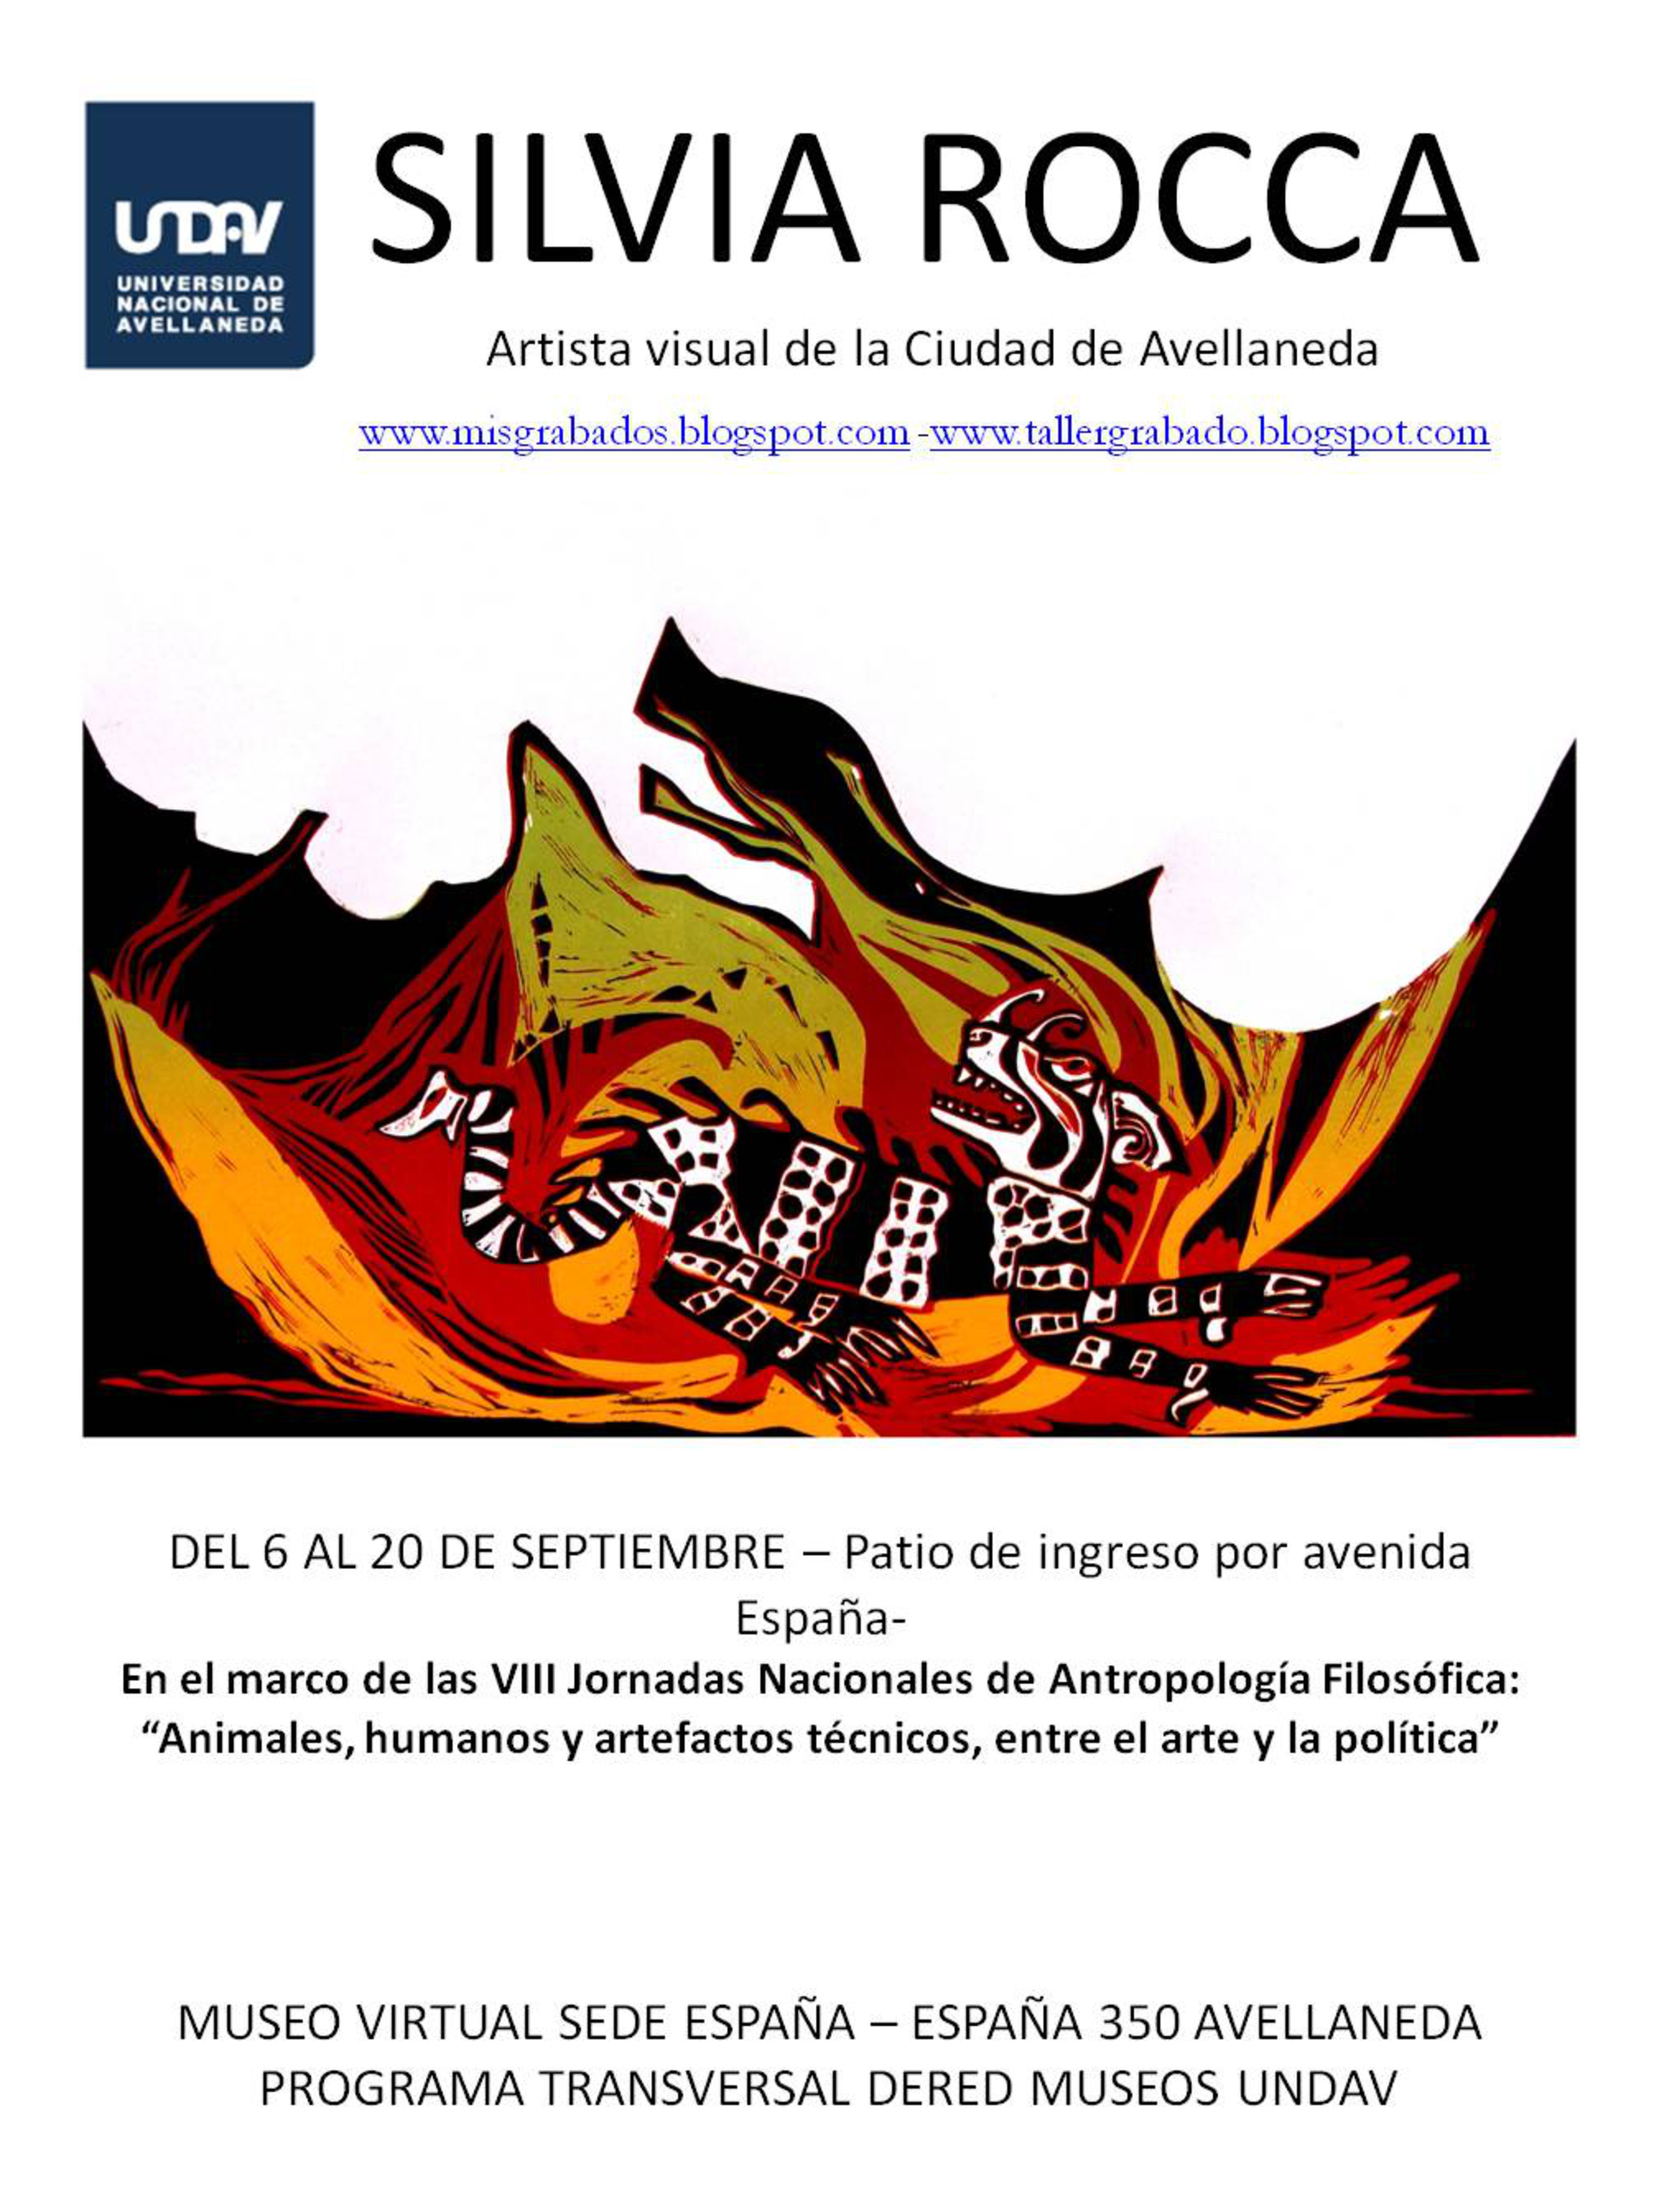 UNDAV
UNIVERSIDAD
NACIONAL DE
AVELLANEDA
SILVIA ROCCA
Artista visual de la Ciudad de Avellaneda
www.misgrabados.blogspot.com -www.tallergrabado.blogspot.com
DEL 6 AL 20 DE SEPTIEMBRE – Patio de ingreso por avenida
España-
En el marco de las VIII Jornadas Nacionales de Antropología Filosófica:
“Animales, humanos y artefactos técnicos, entre el arte y la política”
MUSEO VIRTUAL SEDE ESPAÑA – ESPAÑA 350 AVELLANEDA
PROGRAMA TRANSVERSAL DERED MUSEOS UNDAV